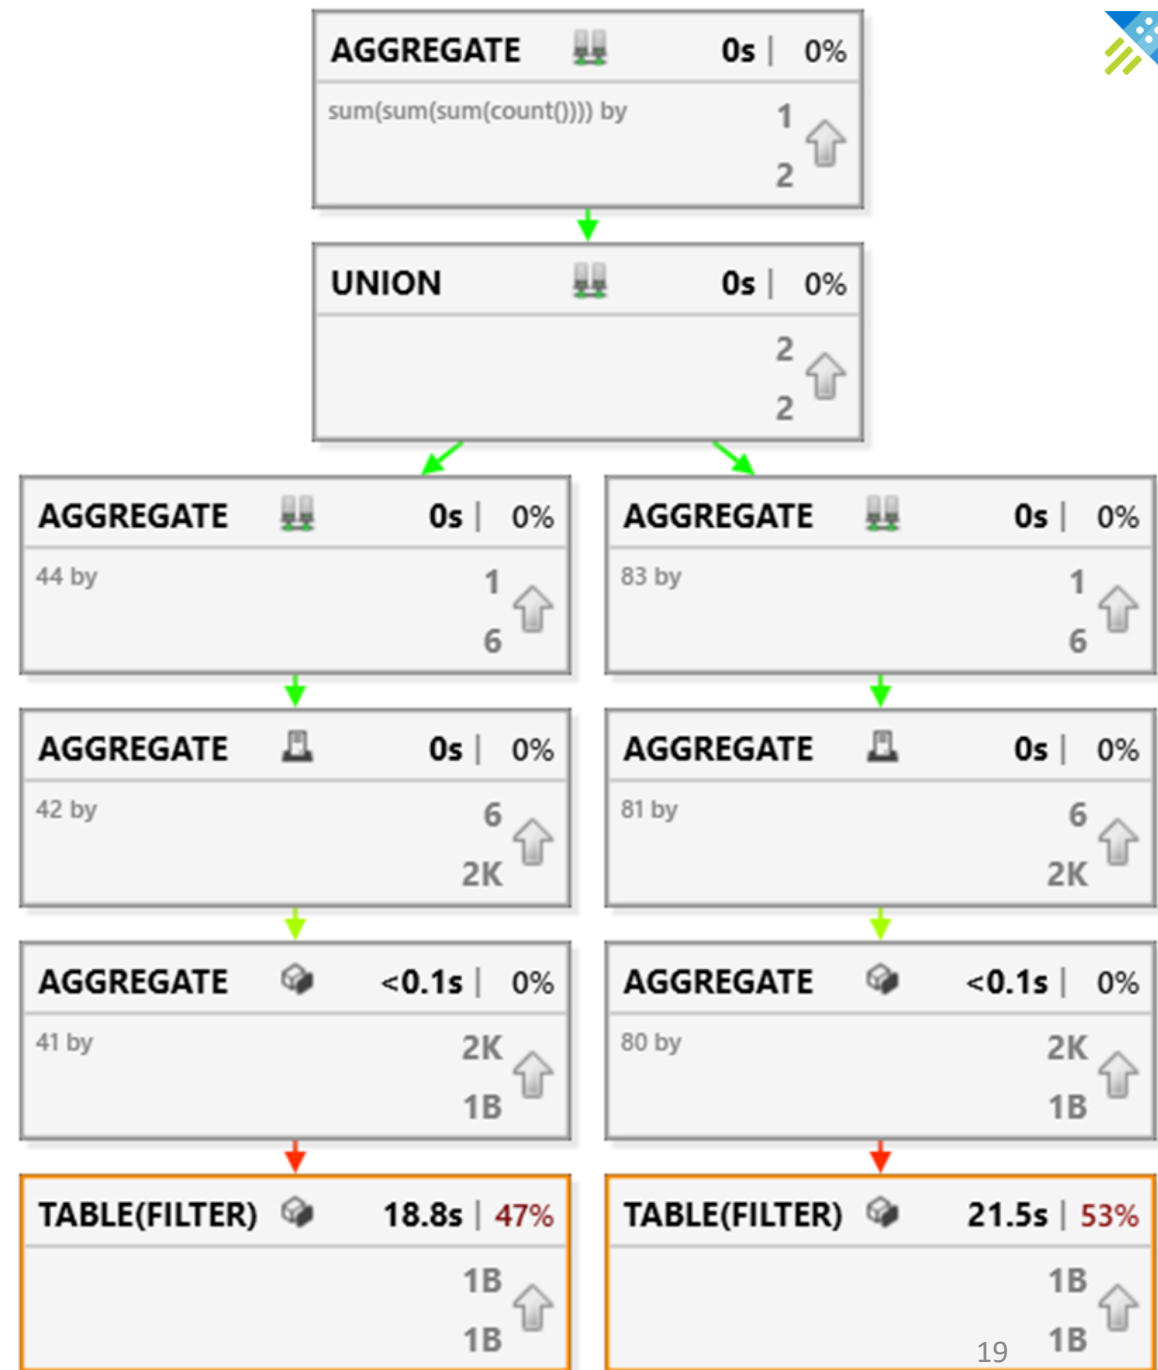 AGGREGATE 0s | 0%
sum(sum(sum(count()))) by 1
2
UNION 0s | 0%
2
2
AGGREGATE 0s | 0% AGGREGATE 0s | 0%
44 by 1 83 by 1
6 6
AGGREGATE 0s | 0% AGGREGATE 0s | 0%
42 by 6 81 by 6
2K 2K
AGGREGATE <0.1s | 0% AGGREGATE <0.1s | 0%
41 by 2K 80 by 2K
1B 1B
TABLE(FILTER) 18.8s | 47% TABLE(FILTER) 21.5s | 53%
1B 1B
1B 19 1B